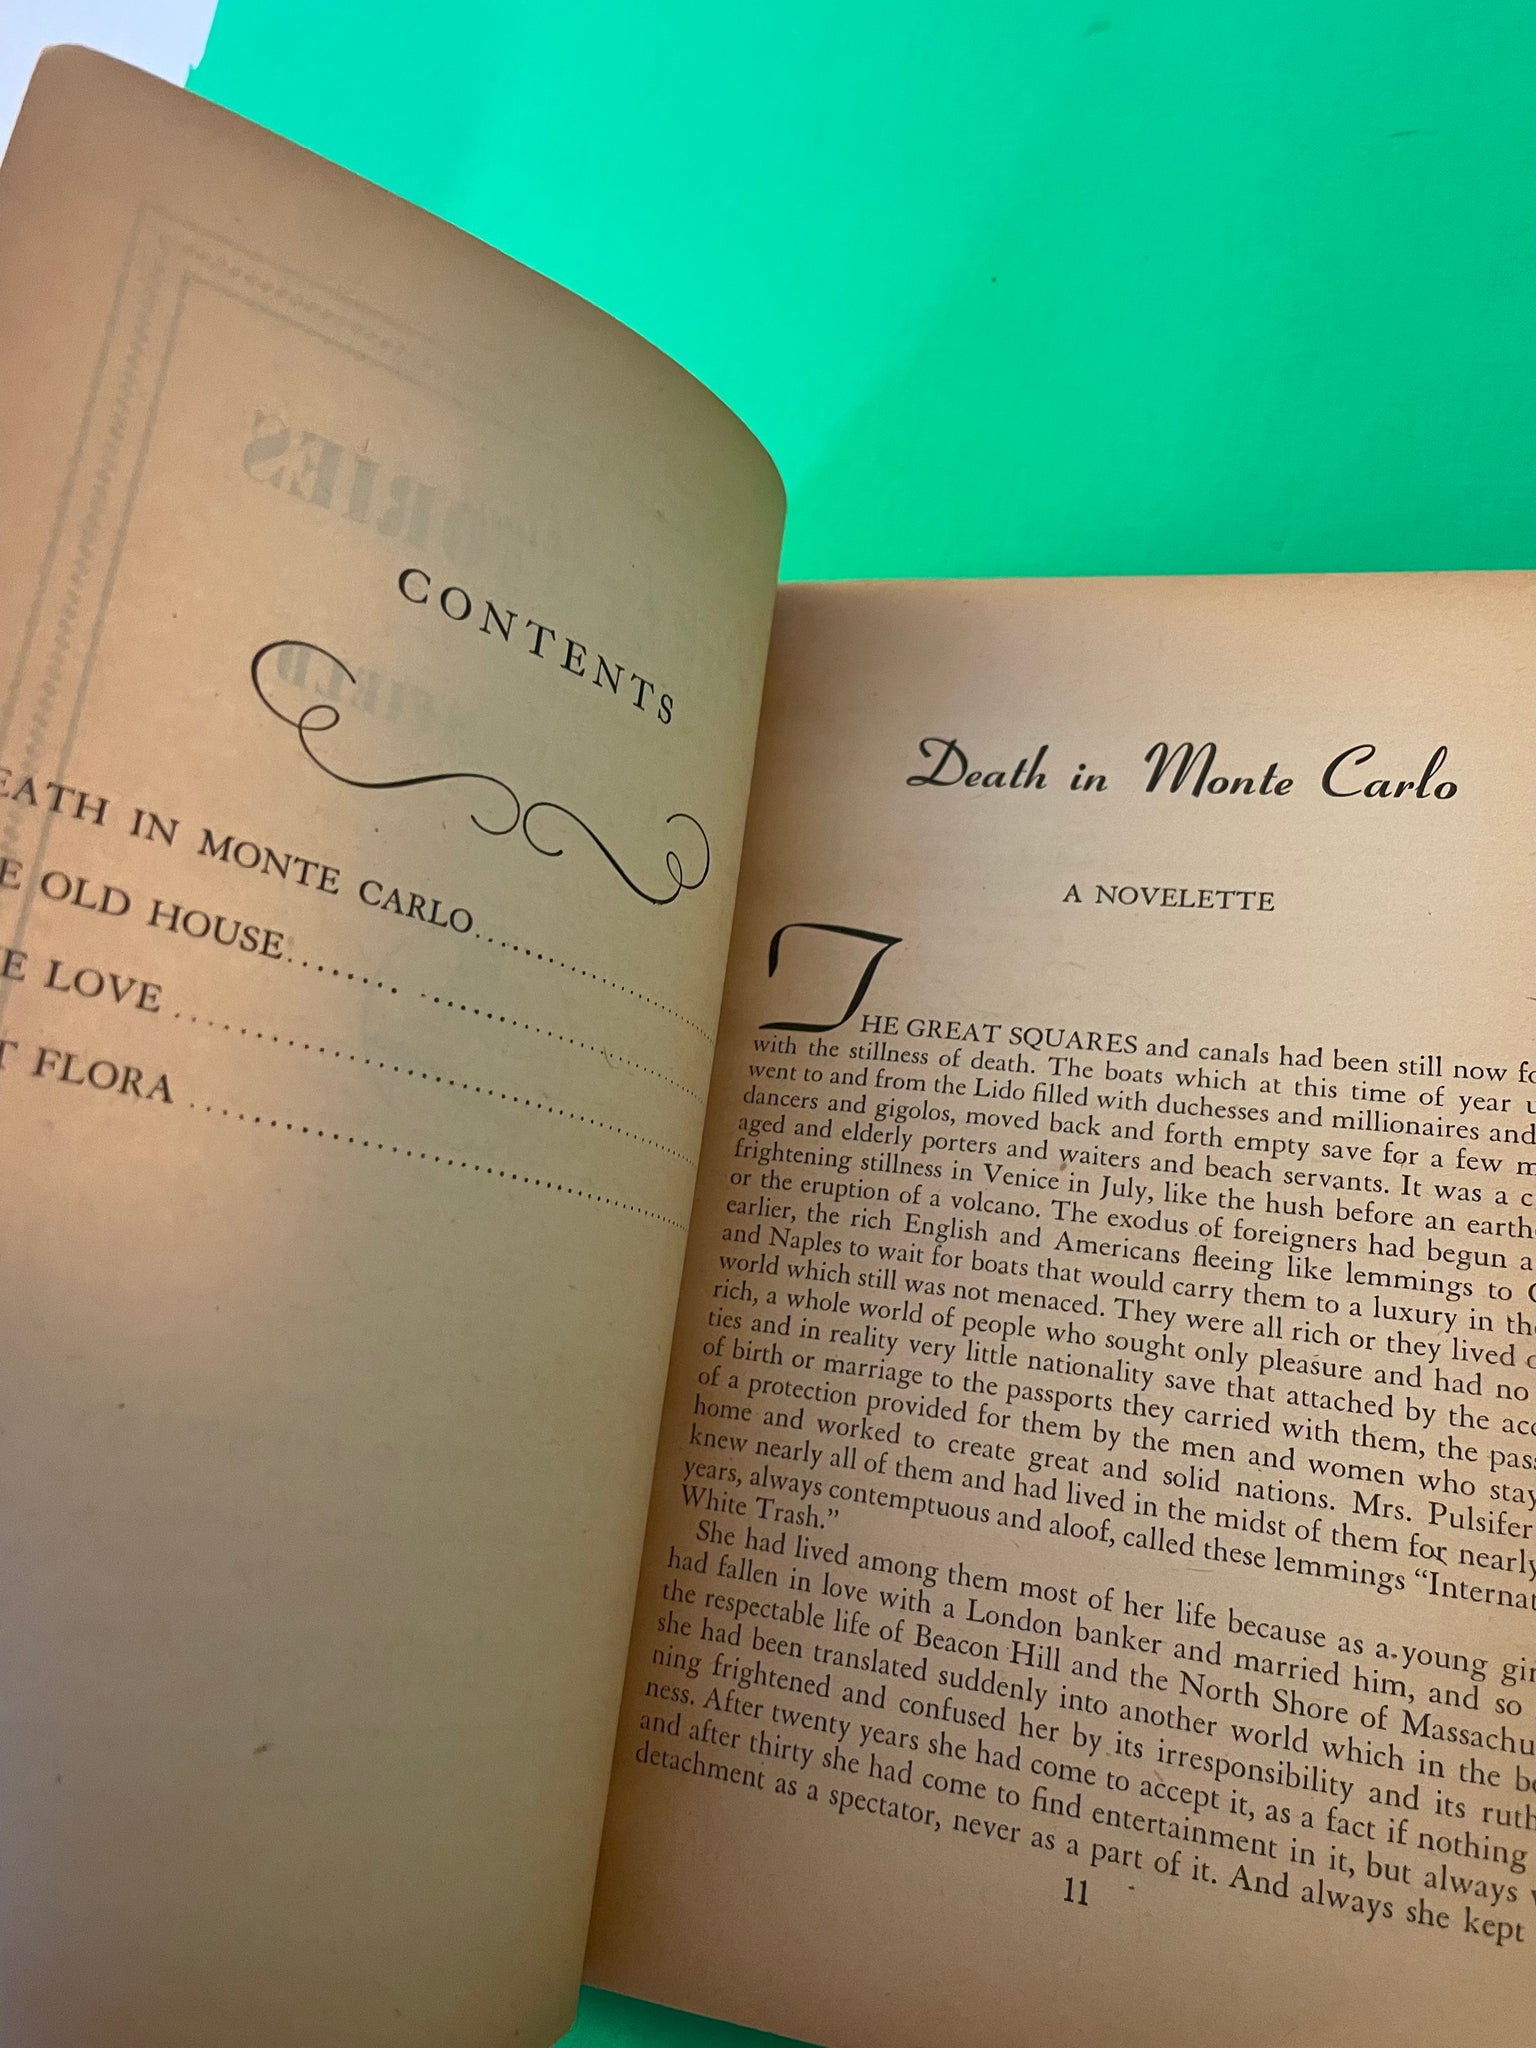 CONTENTS
EATH IN MONTE CARLO
E OLD HOUSE
E LOVE
T FLORA
Death in Monte Carlo
A NOVELETTE
THE GREAT SQUARES and canals had been still now fo
with the stillness of death. The boats which at this time of year u
went to and from the Lido filled with duchesses and millionaires and
dancers and gigolos, moved back and forth empty save for a few m
aged and elderly porters and waiters and beach servants. It was a c
frightening stillness in Venice in July, like the hush before an earth
or the eruption of a volcano. The exodus of foreigners had begun a
earlier, the rich English and Americans fleeing like lemmings to
and Naples to wait for boats that would carry them to a luxury in th
world which still was not menaced. They were all rich or they lived o
rich, a whole world of people who sought only pleasure and had no
ties and in reality very little nationality save that attached by the acc
of birth or marriage to the passports they carried with them, the pass
of a protection provided for them by the men and women who stay
home and worked to create great and solid nations. Mrs. Pulsifer
knew nearly all of them and had lived in the midst of them for nearly
years, always contemptuous and aloof, called these lemmings “Internat
White Trash.”
She had lived among them most of her life because as a young gir
had fallen in love with a London banker and married him, and so
the respectable life of Beacon Hill and the North Shore of Massachu
she had been translated suddenly into another world which in the be
ning frightened and confused her by its irresponsibility and its ruth
ness. After twenty years she had come to accept it, as a fact if nothing
and after thirty she had come to find entertainment in it, but always
detachment as a spectator, never as a part of it. And always she kept
11
STORIES
FIELD